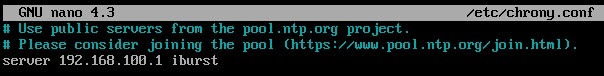 GNU nano 4.3 /etc/chrony.conf
# Use public servers from the pool.ntp.org project.
# Please consider joining the pool (https://www.pool.ntp.org/join.html).
server 192.168.100.1 iburst